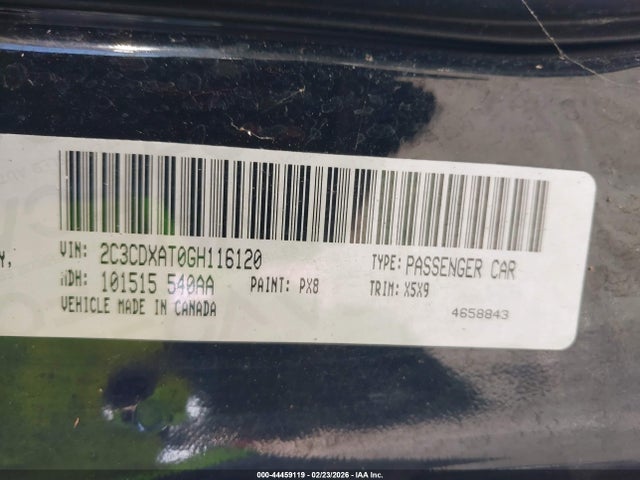 Y,
VIN: 2C3CDXAT0GH116120 TYPE: PASSENGER CAR
MDH: 101515 540AA PAINT: PX8 TRIM: X5X9
VEHICLE MADE IN CANADA 4658843
000-44459119 - 02/23/2026 - IAA Inc.